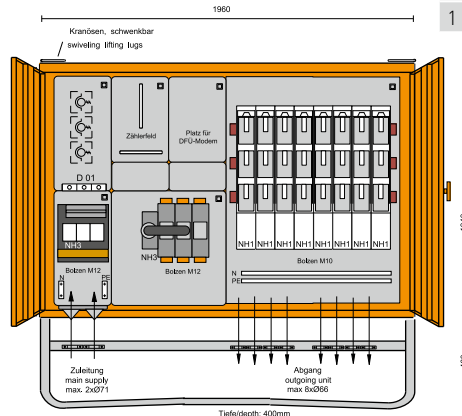 1960
1
Kranösen, schwenkbar
swiveling lifting lugs
Zählerfeld
Platz für
DFÜ-Modem
D 01
NH3
Bolzen M12
N
PE
NH3
Bolzen M12
NH1 NH1 NH1 NH1 NH1 NH1 NH1 NH1
Bolzen M10
N
PE
Zuleitung
main supply
max. 2xØ71
Abgang
outgoing unit
max 8xØ66
Tiefe/depth: 400mm